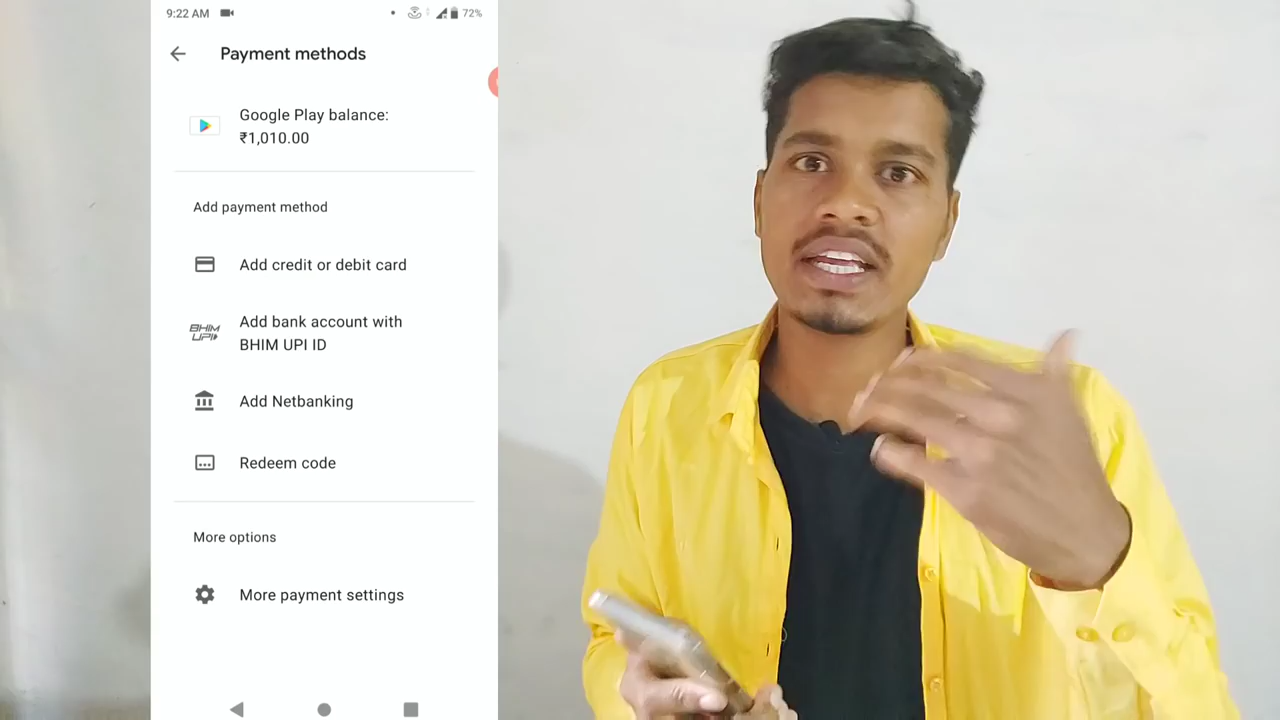 9:22 AM
72%
Payment methods
Google Play balance:
₹1,010.00
Add payment method
Add credit or debit card
BHIM
UPI
Add bank account with
BHIM UPI ID
Add Netbanking
Redeem code
More options
More payment settings